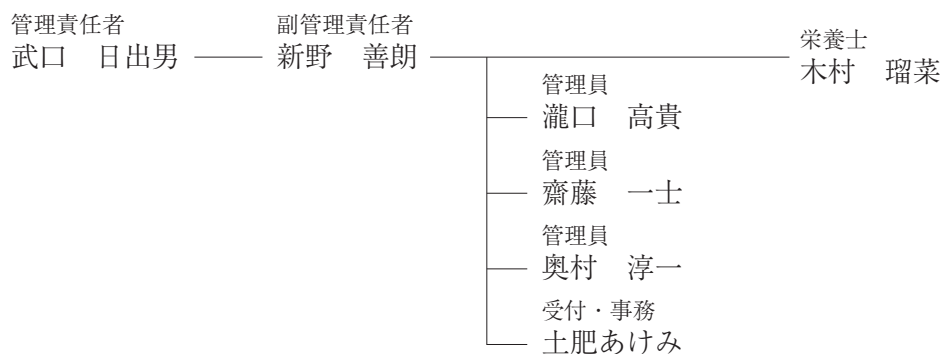 管理責任者
武口　日出男
副管理責任者
新野　善朗
栄養士
木村　瑠菜
管理員
瀧口　高貴
管理員
齋藤　一士
管理員
奥村　淳一
受付・事務
土肥あけみ